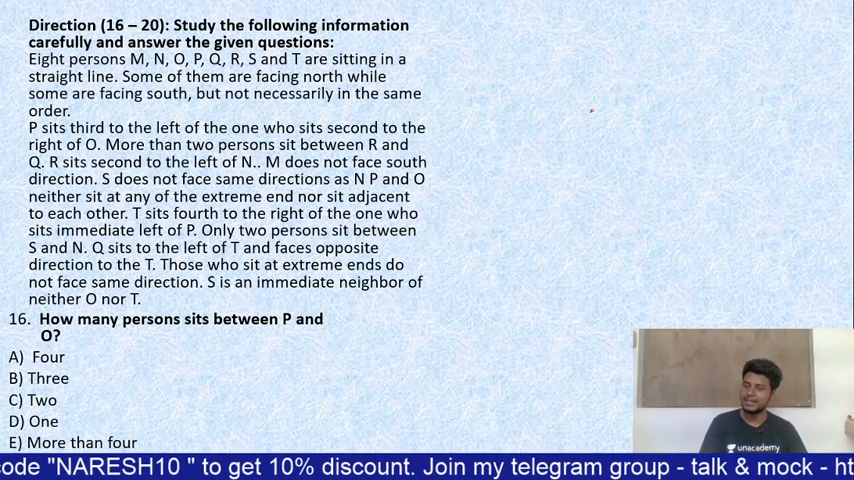 Direction (16 – 20): Study the following information
carefully and answer the given questions:
Eight persons M, N, O, P, Q, R, S and T are sitting in a
straight line. Some of them are facing north while
some are facing south, but not necessarily in the same
order.
P sits third to the left of the one who sits second to the
right of O. More than two persons sit between R and
Q. R sits second to the left of N.. M does not face south
direction. S does not face same directions as N P and O
neither sit at any of the extreme end nor sit adjacent
to each other. T sits fourth to the right of the one who
sits immediate left of P. Only two persons sit between
S and N. Q sits to the left of T and faces opposite
direction to the T. Those who sit at extreme ends do
not face same direction. S is an immediate neighbor of
neither O nor T.
16. How many persons sits between P and
O?
A) Four
B) Three
C) Two
D) One
E) More than four
unacademy
code "NARESH10 " to get 10% discount. Join my telegram group - talk & mock - ht